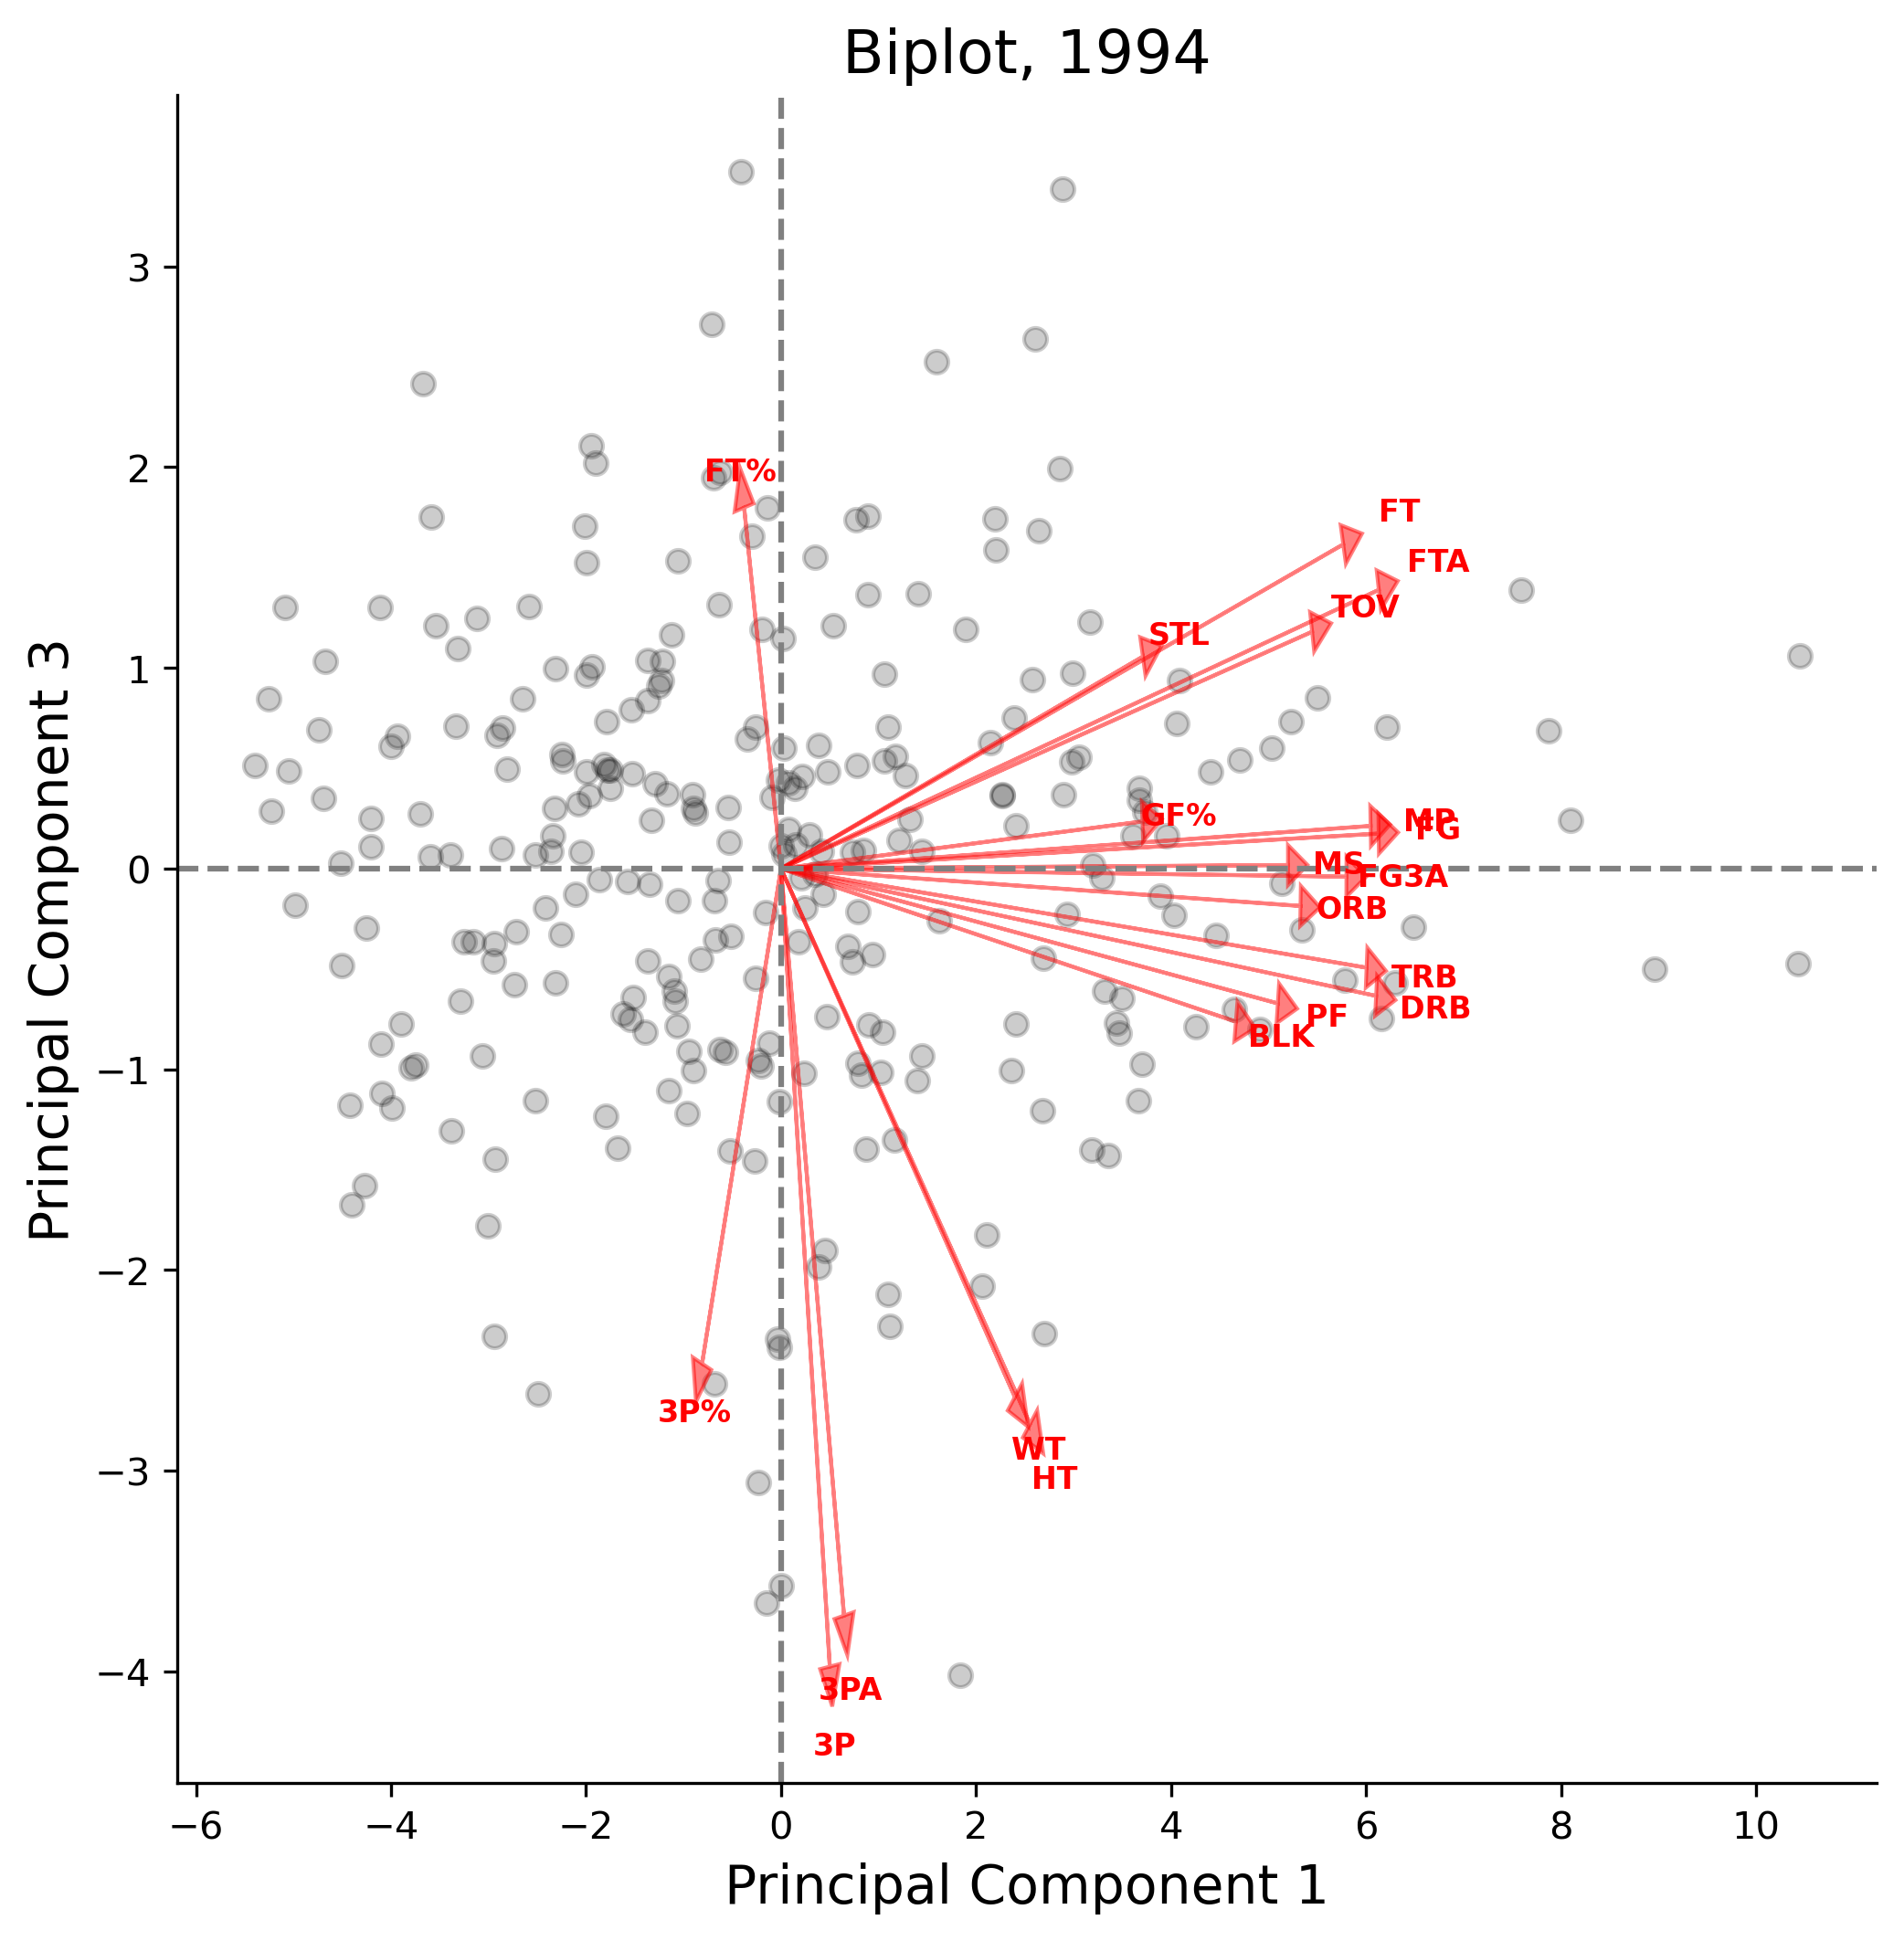 Biplot, 1994
Principal Component 3
3
2
1
0
−1
−2
−3
−4
FT%
FT
FTA
TOV
STL
GF%
MP
FG
MS
FG3A
ORB
TRB
DRB
PF
BLK
3P%
WT
HT
3PA
3P
−6
−4
−2
0
2
4
6
8
10
Principal Component 1